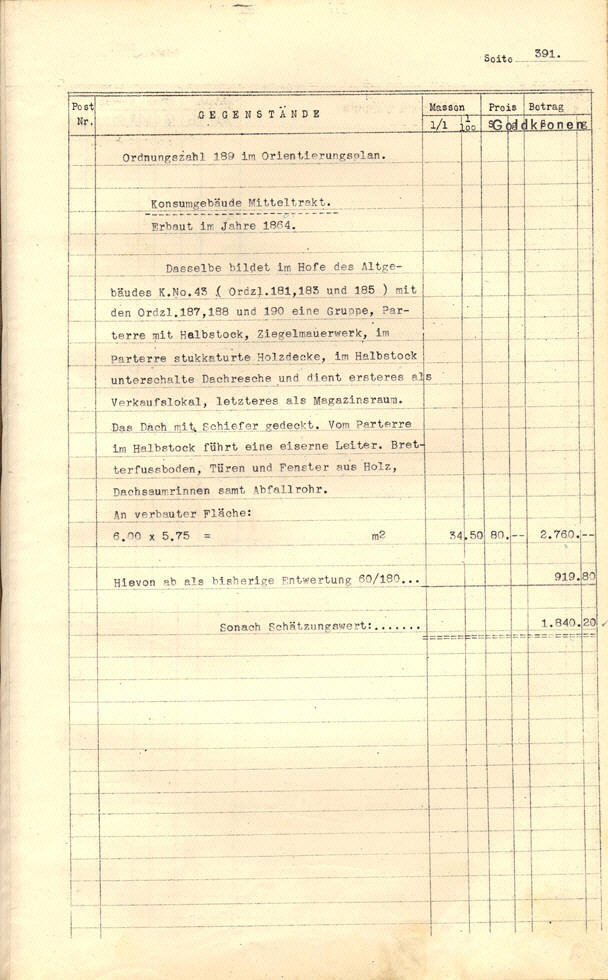 Seite 391.
Post Nr. GEGENSTÄNDE Massen 1/1 1/100 Preis Betrag Goldkronen
Ordnungszahl 189 im Orientierungsplan.
Konsumgebäude Mitteltrakt.
Erbaut im Jahre 1864.
Dasselbe bildet im Hofe des Altge-
bäudes K.No.43 ( Ordzl.181,183 und 185 ) mit
den Ordzl.187,188 und 190 eine Gruppe, Par-
terre mit Halbstock, Ziegelmauerwerk, im
Parterre stukkaturte Holzdecke, im Halbstock
unterschalte Dachresche und dient ersteres als
Verkaufslokal, letzteres als Magazinsraum.
Das Dach mit Schiefer gedeckt. Vom Parterre
im Halbstock führt eine eiserne Leiter. Bret-
terfussboden, Türen und Fenster aus Holz,
Dachsaumrinnen samt Abfallrohr.
An verbauter Fläche:
6.00 x 5.75 = m2 34.50 80.-- 2.760.--
Hievon ab als bisherige Entwertung 60/180... 919.80
Sonach Schätzungswert:....... 1.840.20